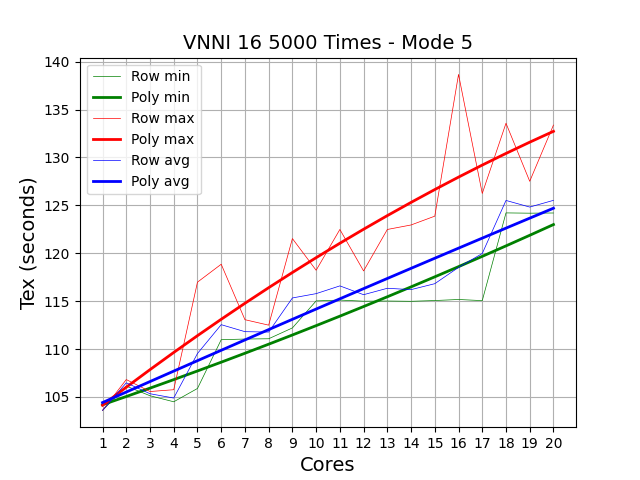 VNNI 16 5000 Times - Mode 5
140
135
130
125
120
115
110
105
Tex (seconds)
Row min
Poly min
Row max
Poly max
Row avg
Poly avg
1 2 3 4 5 6 7 8 9 10 11 12 13 14 15 16 17 18 19 20
Cores